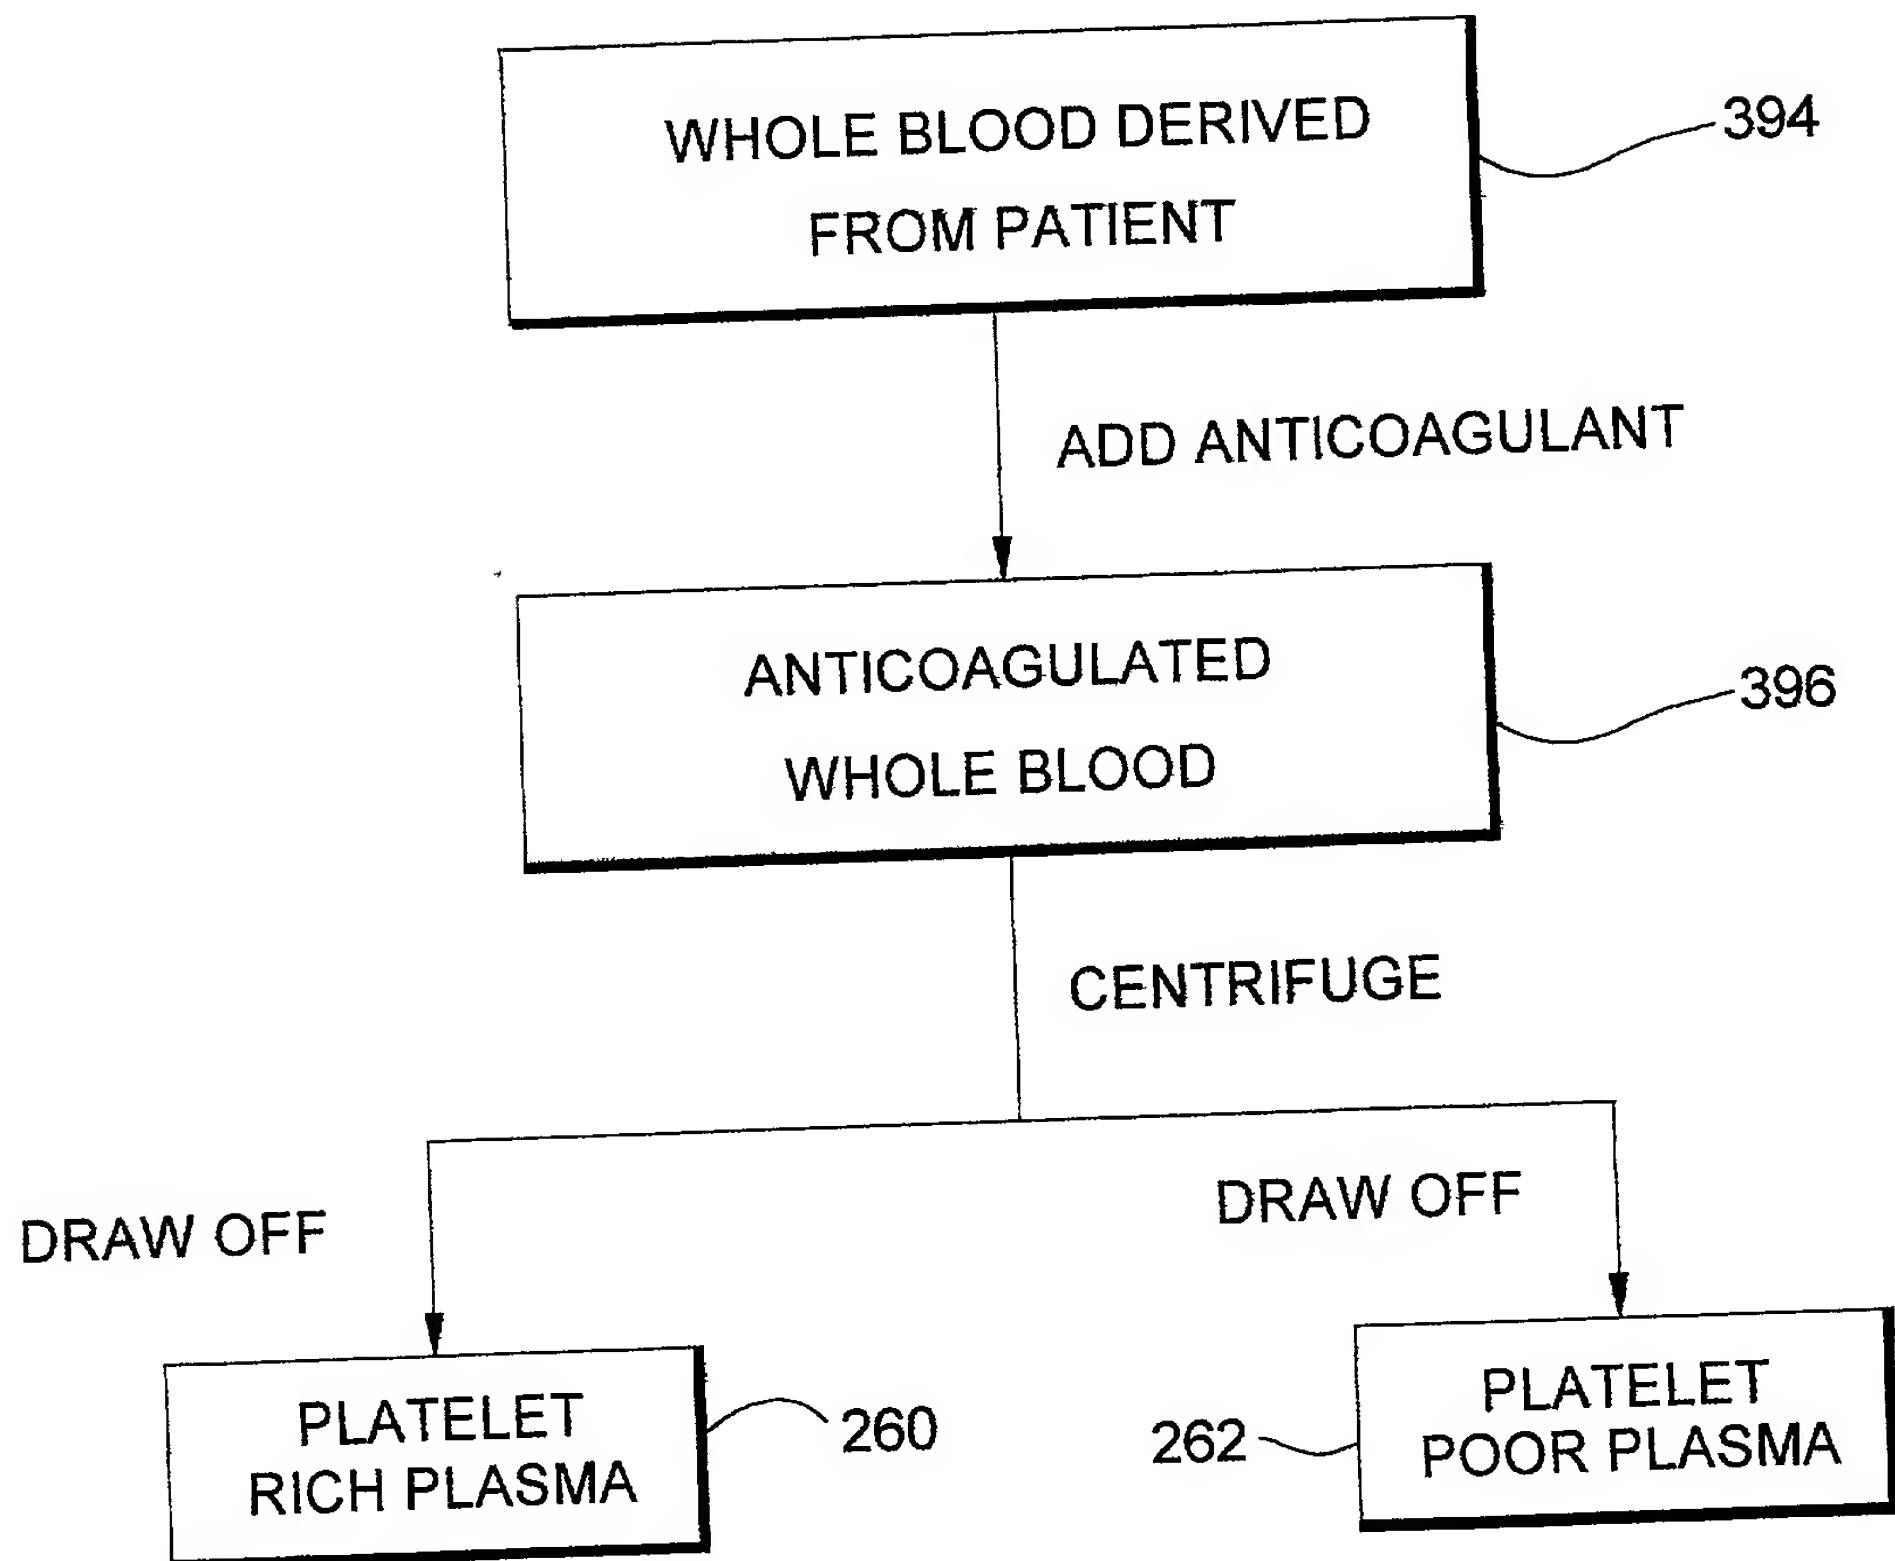 WHOLE BLOOD DERIVED
FROM PATIENT
394
ADD ANTICOAGULANT
ANTICOAGULATED
WHOLE BLOOD
396
CENTRIFUGE
DRAW OFF
DRAW OFF
PLATELET
RICH PLASMA
260
262
PLATELET
POOR PLASMA